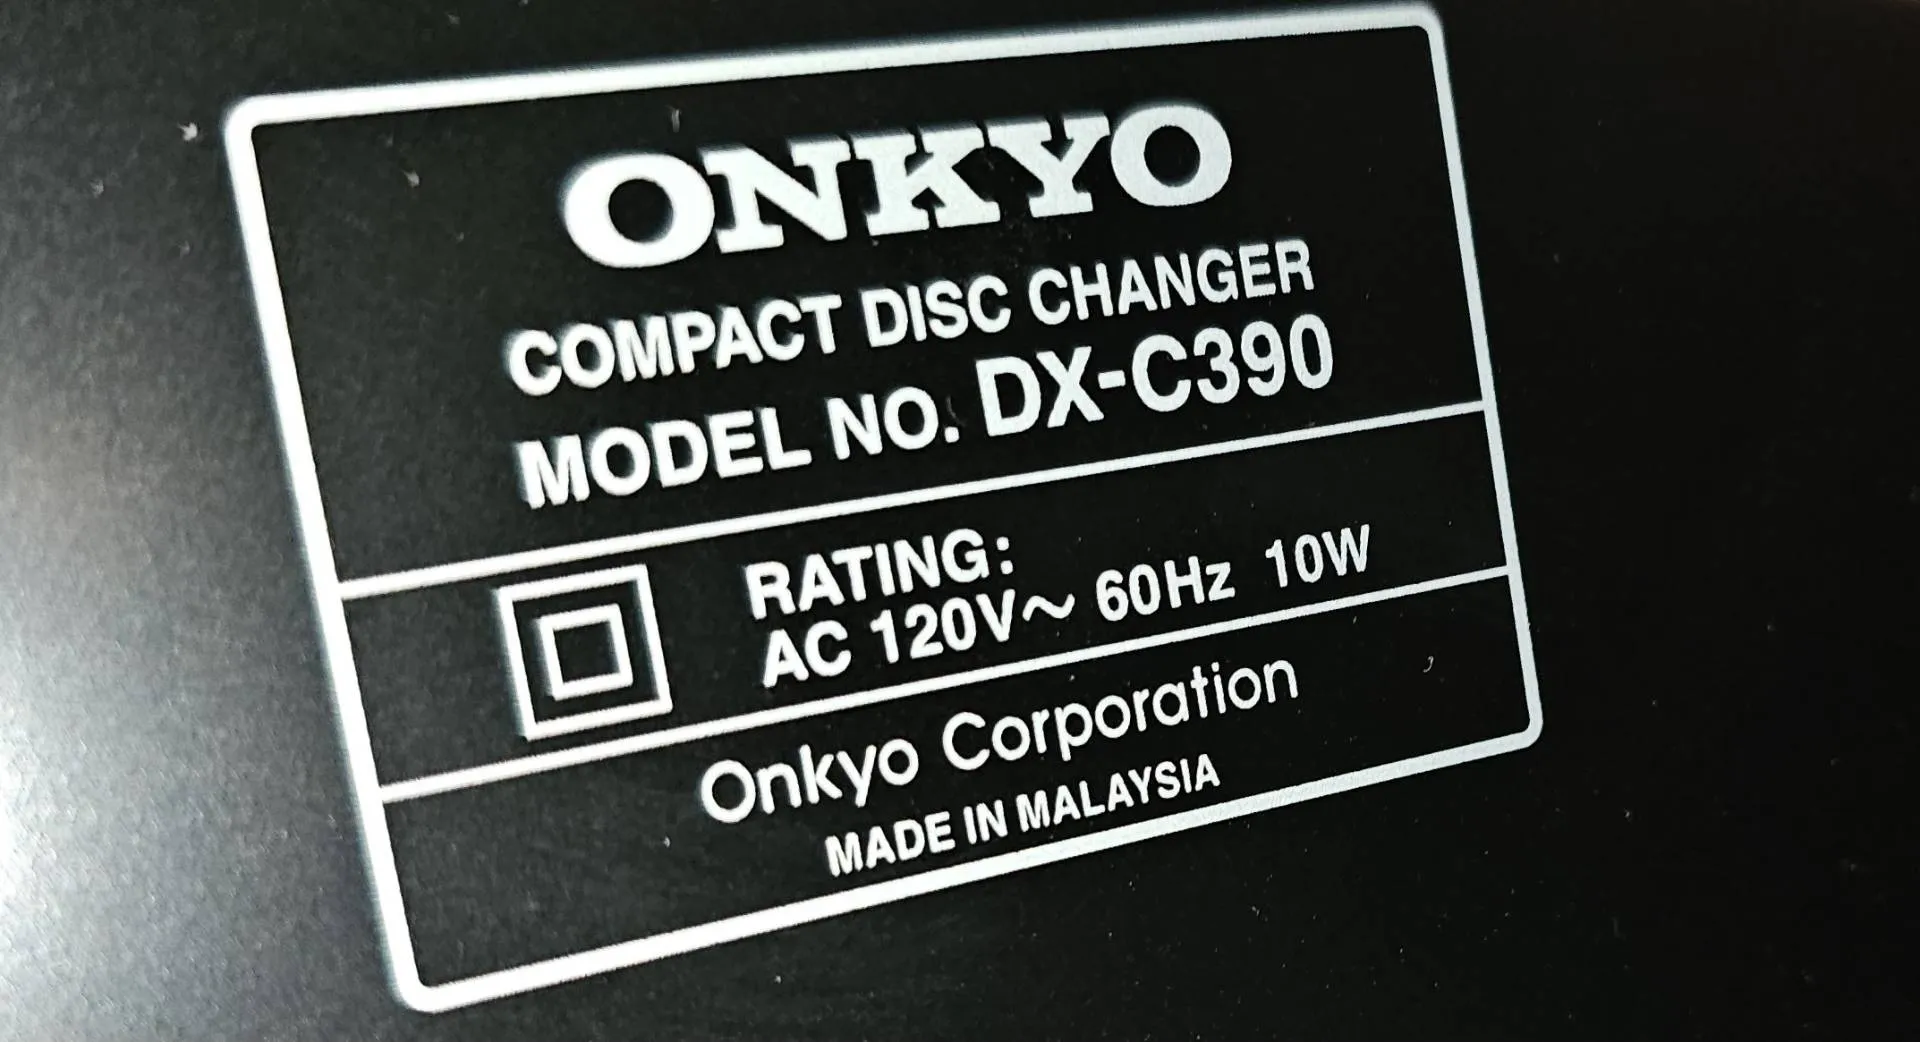 ONKYO
COMPACT DISC CHANGER
MODEL NO. DX-C390
RATING:
AC 120V~ 60Hz 10W
Onkyo Corporation
MADE IN MALAYSIA